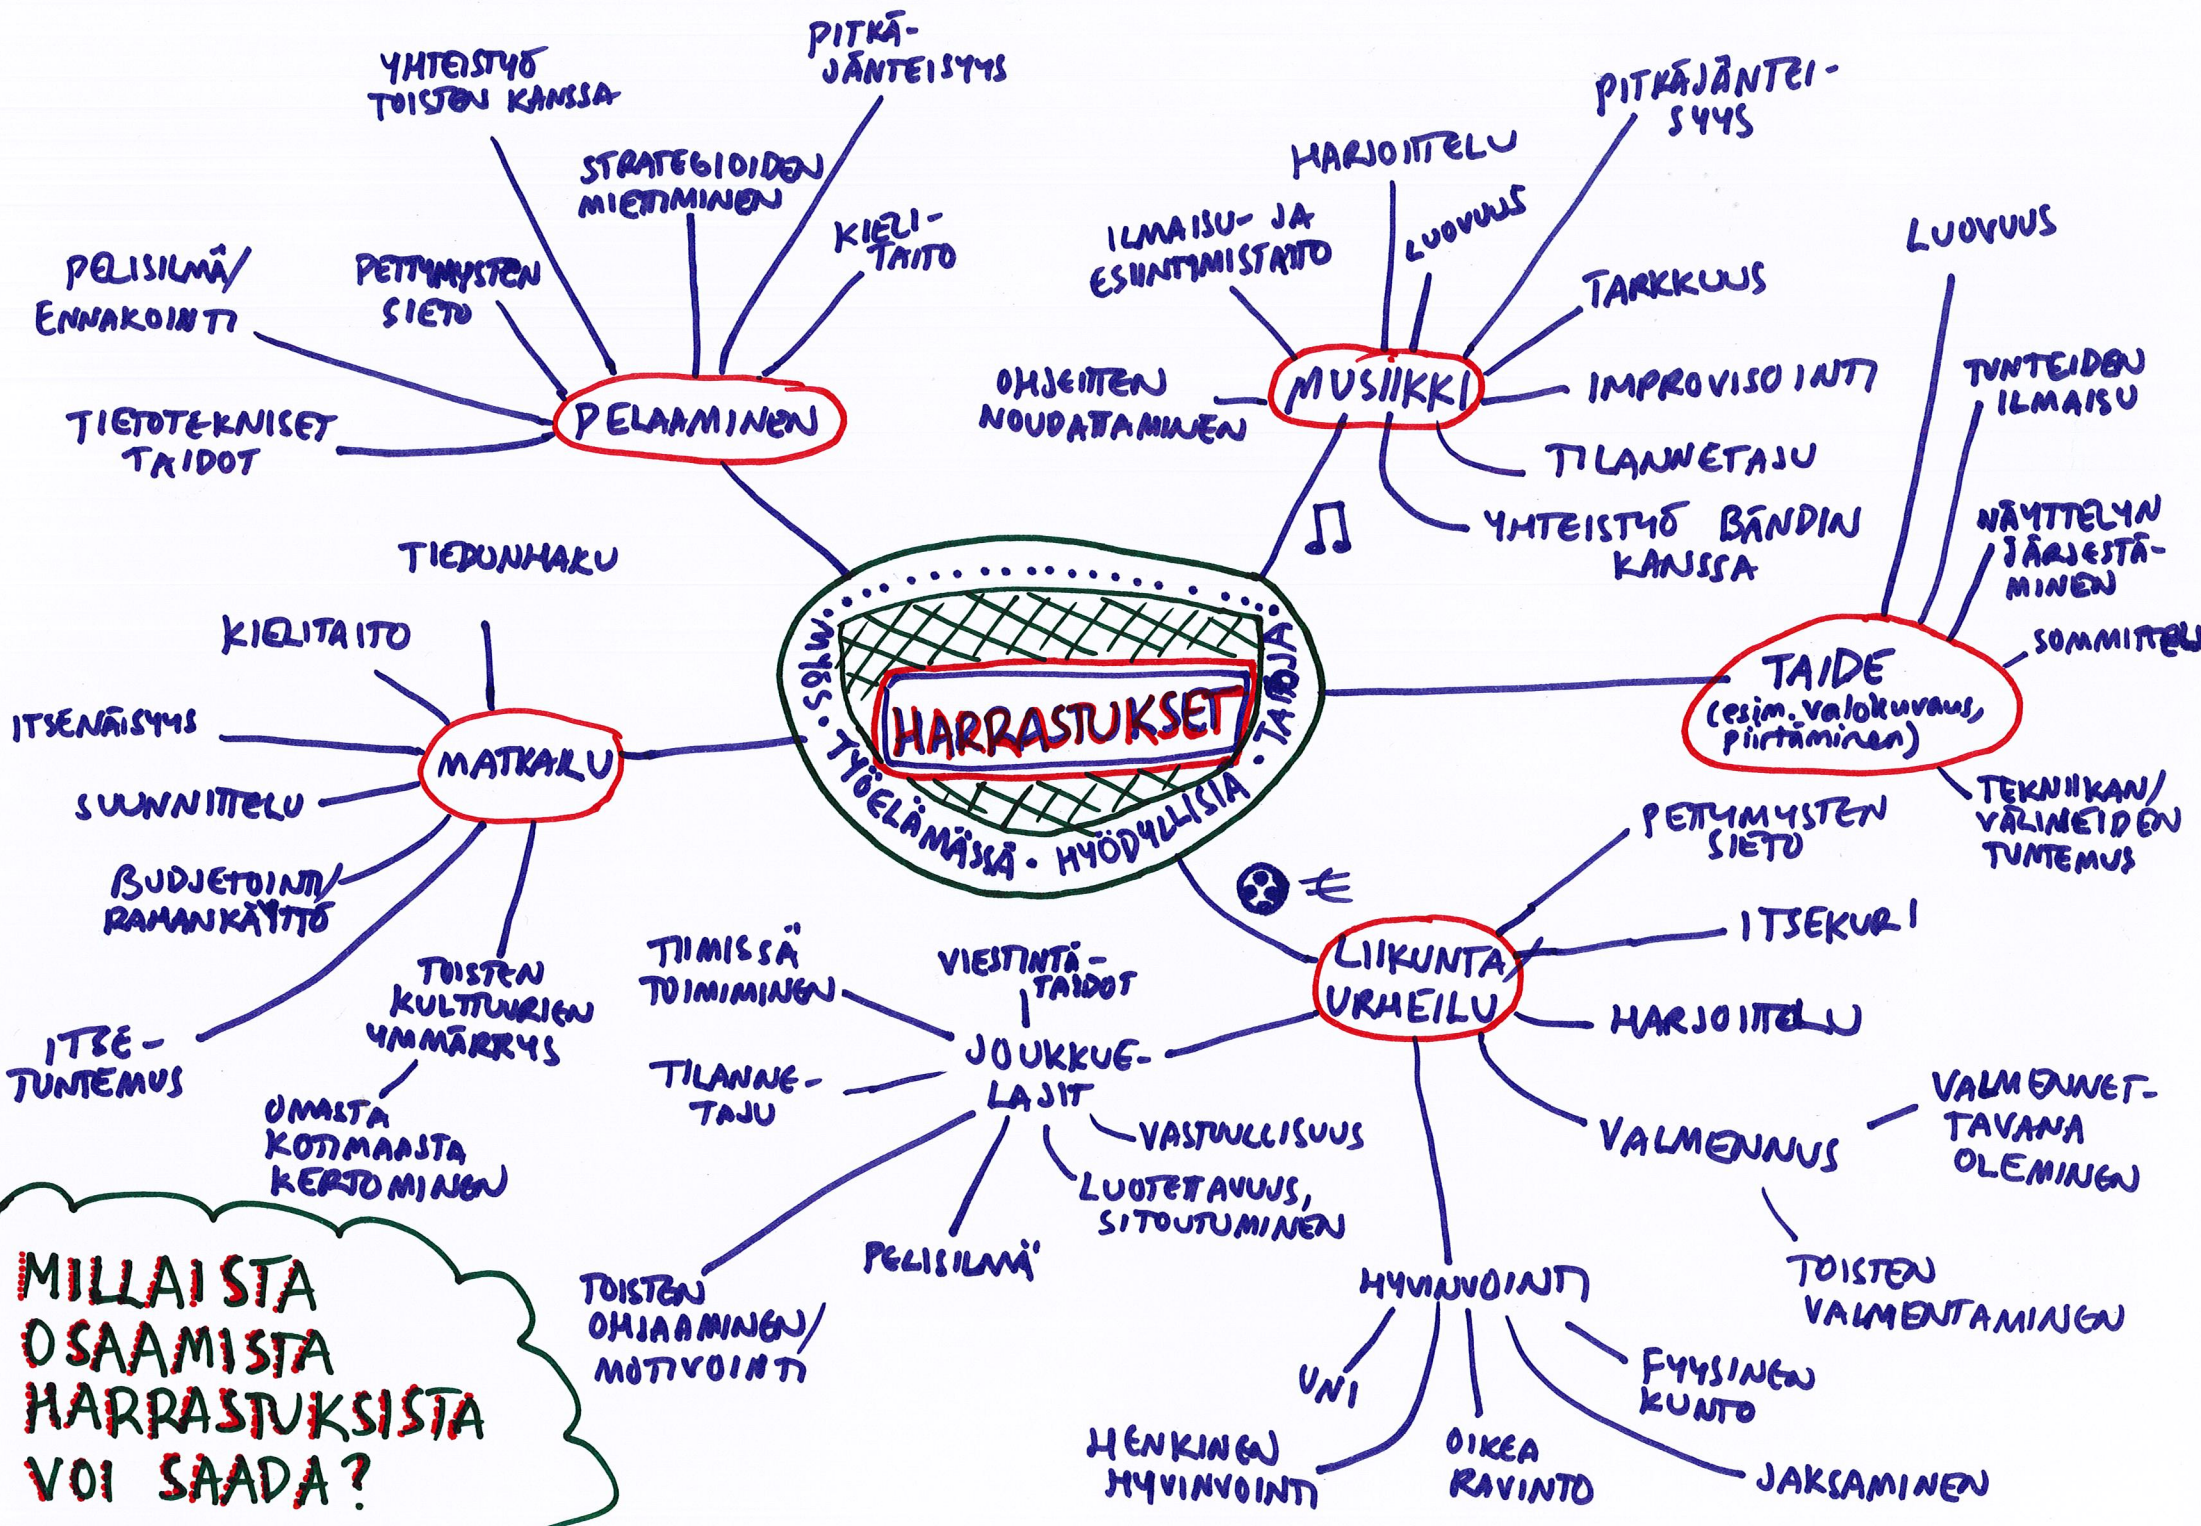 YHTEISTYÖ
TOISTEN KANSSA
PITKÄ-
JÄNTEISYYS
STRATEGIOIDEN
MIETTIMINEN
KIELI-
TAITO
PELISILMÄ/
ENNAKOINTI
PETTYMYSTEN
SIETO
TIETOTEKNISET
TAIDOT
PELAAMINEN
HARJOITTELU
PITKÄJÄNTEI-
SYYS
ILMAISU- JA
ESIINTYMISTAITO
LUOVUUS
TARKKUUS
OHJEITTEN
NOUDATTAMINEN
MUSIIKKI
IMPROVISOINTI
TILANNETAJU
YHTEISTYÖ BÄNDIN
KANSSA
LUOVUUS
TUNTEIDEN
ILMAISU
NÄYTTELYN
JÄRJESTÄ-
MINEN
SOMMITTELU
TAIDE
(esim. valokuvaus,
piirtäminen)
TEKNIIKAN/
VÄLINEIDEN
TUNTEMUS
TIEDONHAKU
KIELITAITO
ITSENÄISYYS
MATKAILU
SUUNNITTELU
BUDJETOINTI/
RAHANKÄYTTÖ
ITSE-
TUNTEMUS
TOISTEN
KULTTUURIEN
YMMÄRRYS
OMASTA
KOTIMAASTA
KERTOMINEN
HARRASTUKSET
MYÖS • TYÖELÄMÄSSÄ • HYÖDYLLISIÄ • TAITOJA
€
PETTYMYSTEN
SIETO
LIIKUNTA/
URHEILU
ITSEKURI
HARJOITTELU
VALMENNUS
VALMENNET-
TAVANA
OLEMINEN
TOISTEN
VALMENTAMINEN
TIIMISSÄ
TOIMIMINEN
VIESTINTÄ-
TAIDOT
JOUKKUE-
LAJIT
TILANNE-
TAJU
VASTUULLISUUS
LUOTETTAVUUS,
SITOUTUMINEN
PELISILMÄ
TOISTEN
OHJAAMINEN/
MOTIVOINTI
HYVINVOINTI
UNI
HENKINEN
HYVINVOINTI
OIKEA
RAVINTO
FYYSINEN
KUNTO
JAKSAMINEN
MILLAISTA
OSAAMISTA
HARRASTUKSISTA
VOI SAADA?